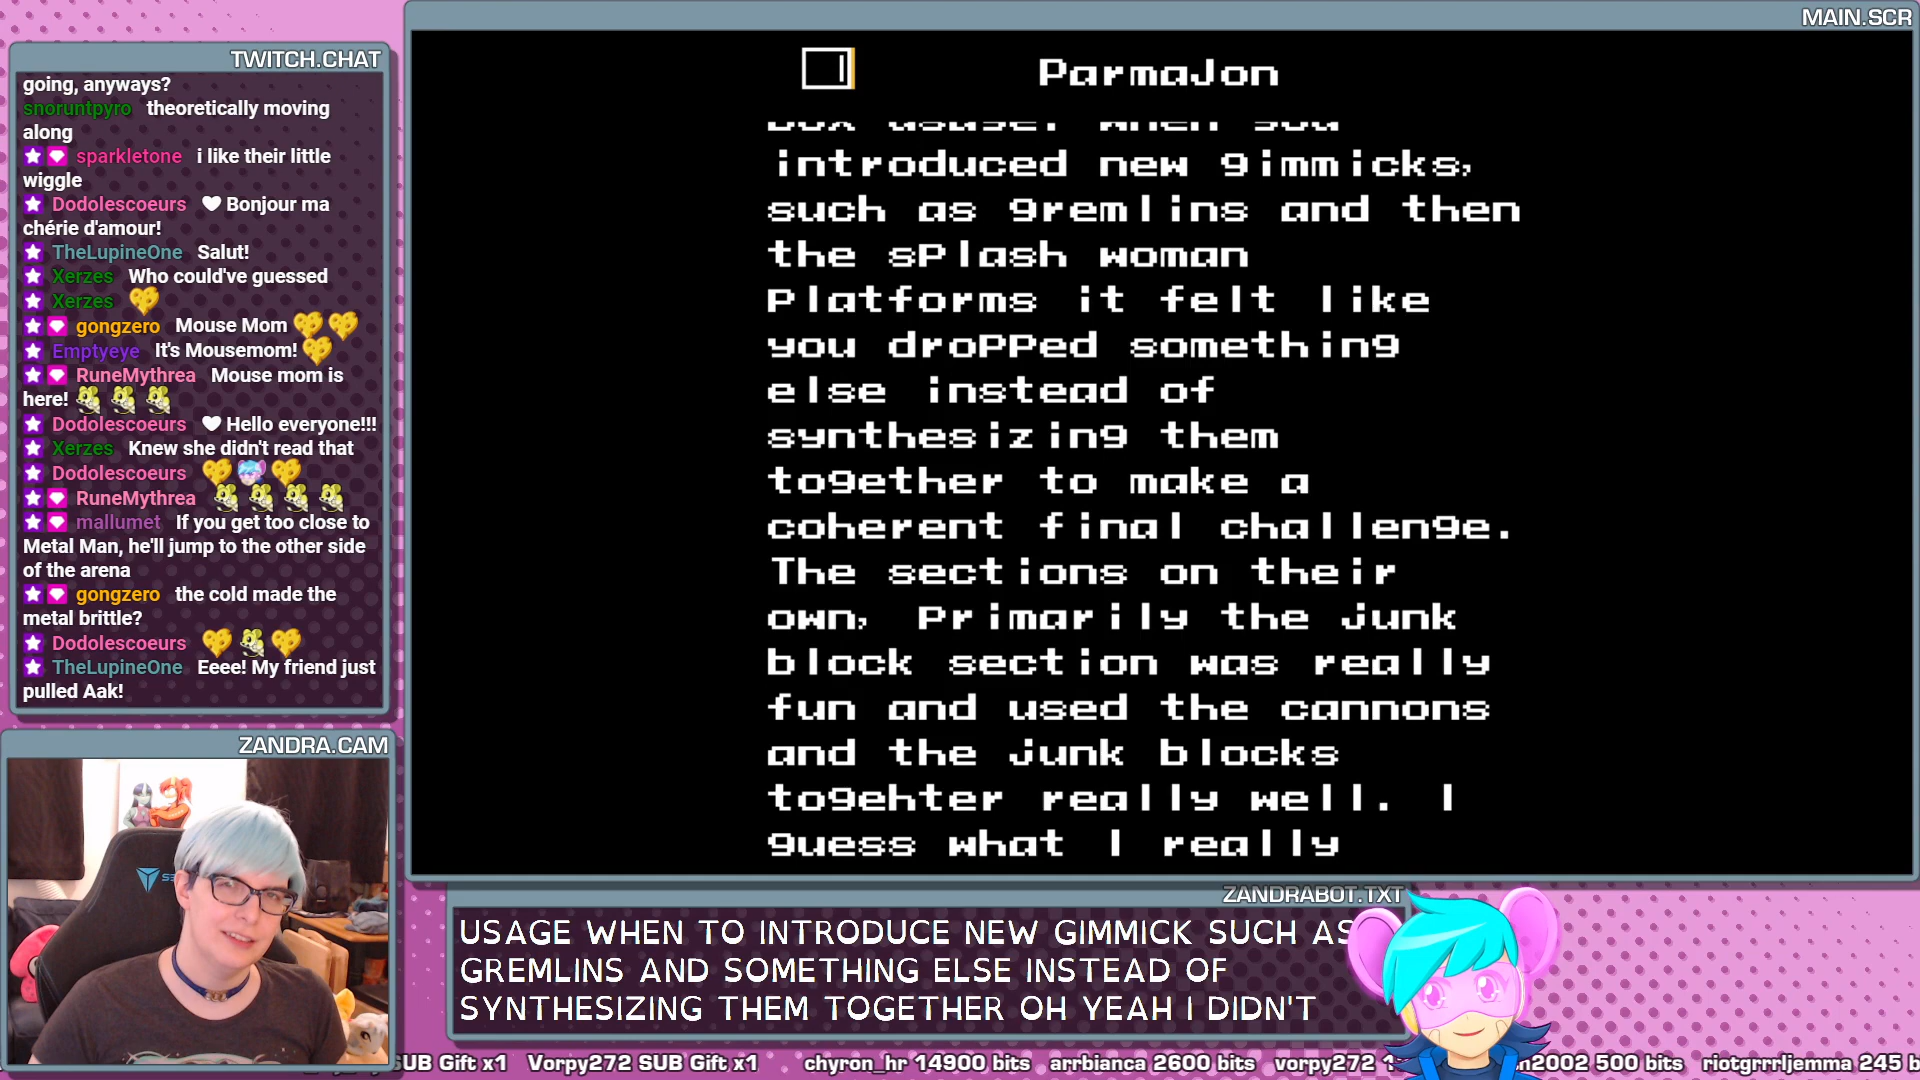 MAIN.SCR
TWITCH.CHAT
going, anyways?
snoruntpyro theoretically moving
along
sparkletone i like their little
wiggle
Dodolescoeurs Bonjour ma
chérie d'amour!
TheLupineOne Salut!
Xerzes Who could've guessed
Xerzes
gongzero Mouse Mom
Emptyeye It's Mousemom!
RuneMythrea Mouse mom is
here!
Dodolescoeurs Hello everyone!!!
Xerzes Knew she didn't read that
Dodolescoeurs
RuneMythrea
mallumet If you get too close to
Metal Man, he'll jump to the other side
of the arena
gongzero the cold made the
metal brittle?
Dodolescoeurs
TheLupineOne Eeee! My friend just
pulled Aak!
ParmaJon
introduced new gimmicks,
such as gremlins and then
the splash woman
platforms it felt like
you dropped something
else instead of
synthesizing them
together to make a
coherent final challenge.
The sections on their
own, primarily the junk
block section was really
fun and used the cannons
and the junk blocks
togehter really well. I
guess what I really
ZANDRA.CAM
ZANDRABOT.TXT
USAGE WHEN TO INTRODUCE NEW GIMMICK SUCH AS
GREMLINS AND SOMETHING ELSE INSTEAD OF
SYNTHESIZING THEM TOGETHER OH YEAH I DIDN'T
SUB Gift x1 Vorpy272 SUB Gift x1 chyron_hr 14900 bits arrbianca 2600 bits vorpy272 2002 500 bits riotgrrrljemma 245